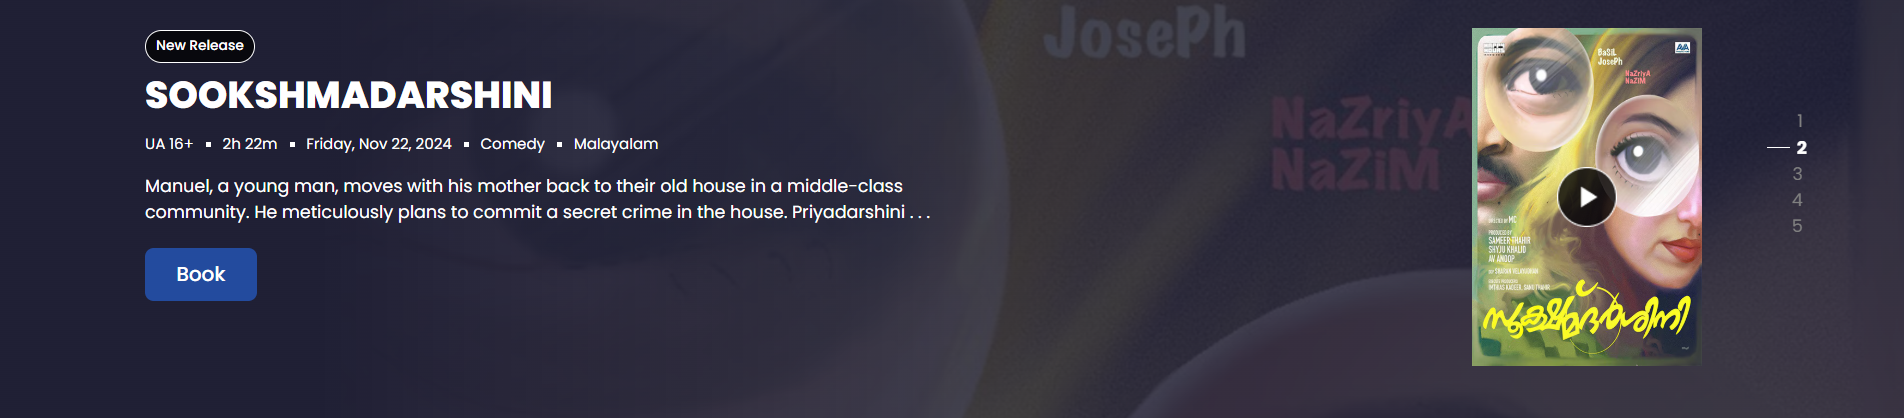 New Release
SOOKSHMADARSHINI
UA 16+ ▪ 2h 22m ▪ Friday, Nov 22, 2024 ▪ Comedy ▪ Malayalam
Manuel, a young man, moves with his mother back to their old house in a middle-class
community. He meticulously plans to commit a secret crime in the house. Priyadarshini . . .
Book
JosePh
NaZriyA
NaZiM
BaSiL
JosePh
NaZriyA
NaZiM
DIRECTED BY MC
PRODUCED BY
SAMEER THAHIR
SHYJU KHALID
AV ANOOP
സൂക്ഷ്മദർശിനി
1
2
3
4
5